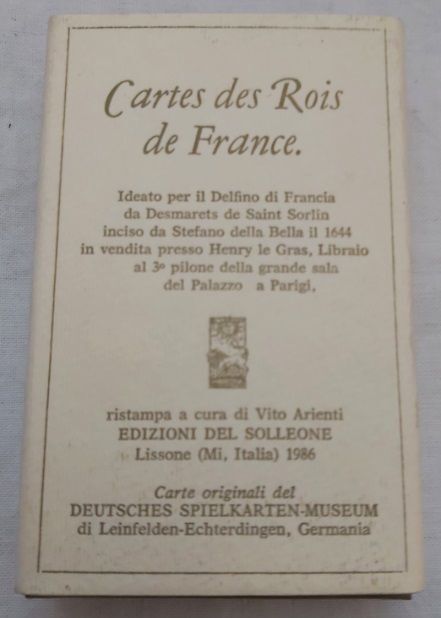 Cartes des Rois
de France.
Ideato per il Delfino di Francia
da Desmarets de Saint Sorlin
inciso da Stefano della Bella il 1644
in vendita presso Henry le Gras, Libraio
al 3º pilone della grande sala
del Palazzo a Parigi.
ristampa a cura di Vito Arienti
EDIZIONI DEL SOLLEONE
Lissone (Mi, Italia) 1986
Carte originali del
DEUTSCHES SPIELKARTEN-MUSEUM
di Leinfelden-Echterdingen, Germania